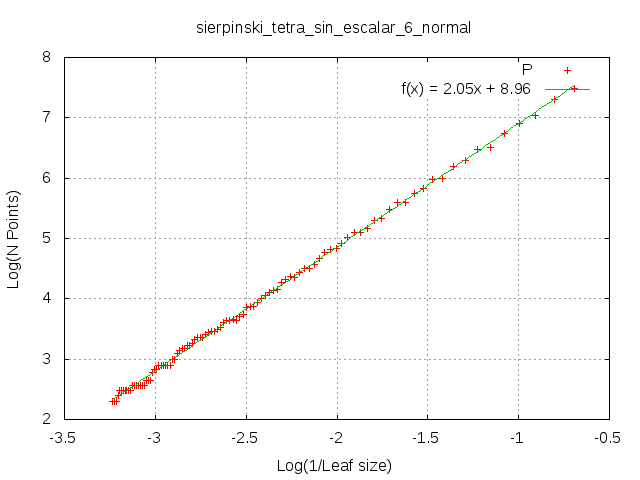 sierpinski_tetra_sin_escalar_6_normal
P
f(x) = 2.05x + 8.96
8
7
6
5
4
3
2
-3.5 -3 -2.5 -2 -1.5 -1 -0.5
Log(N Points)
Log(1/Leaf size)